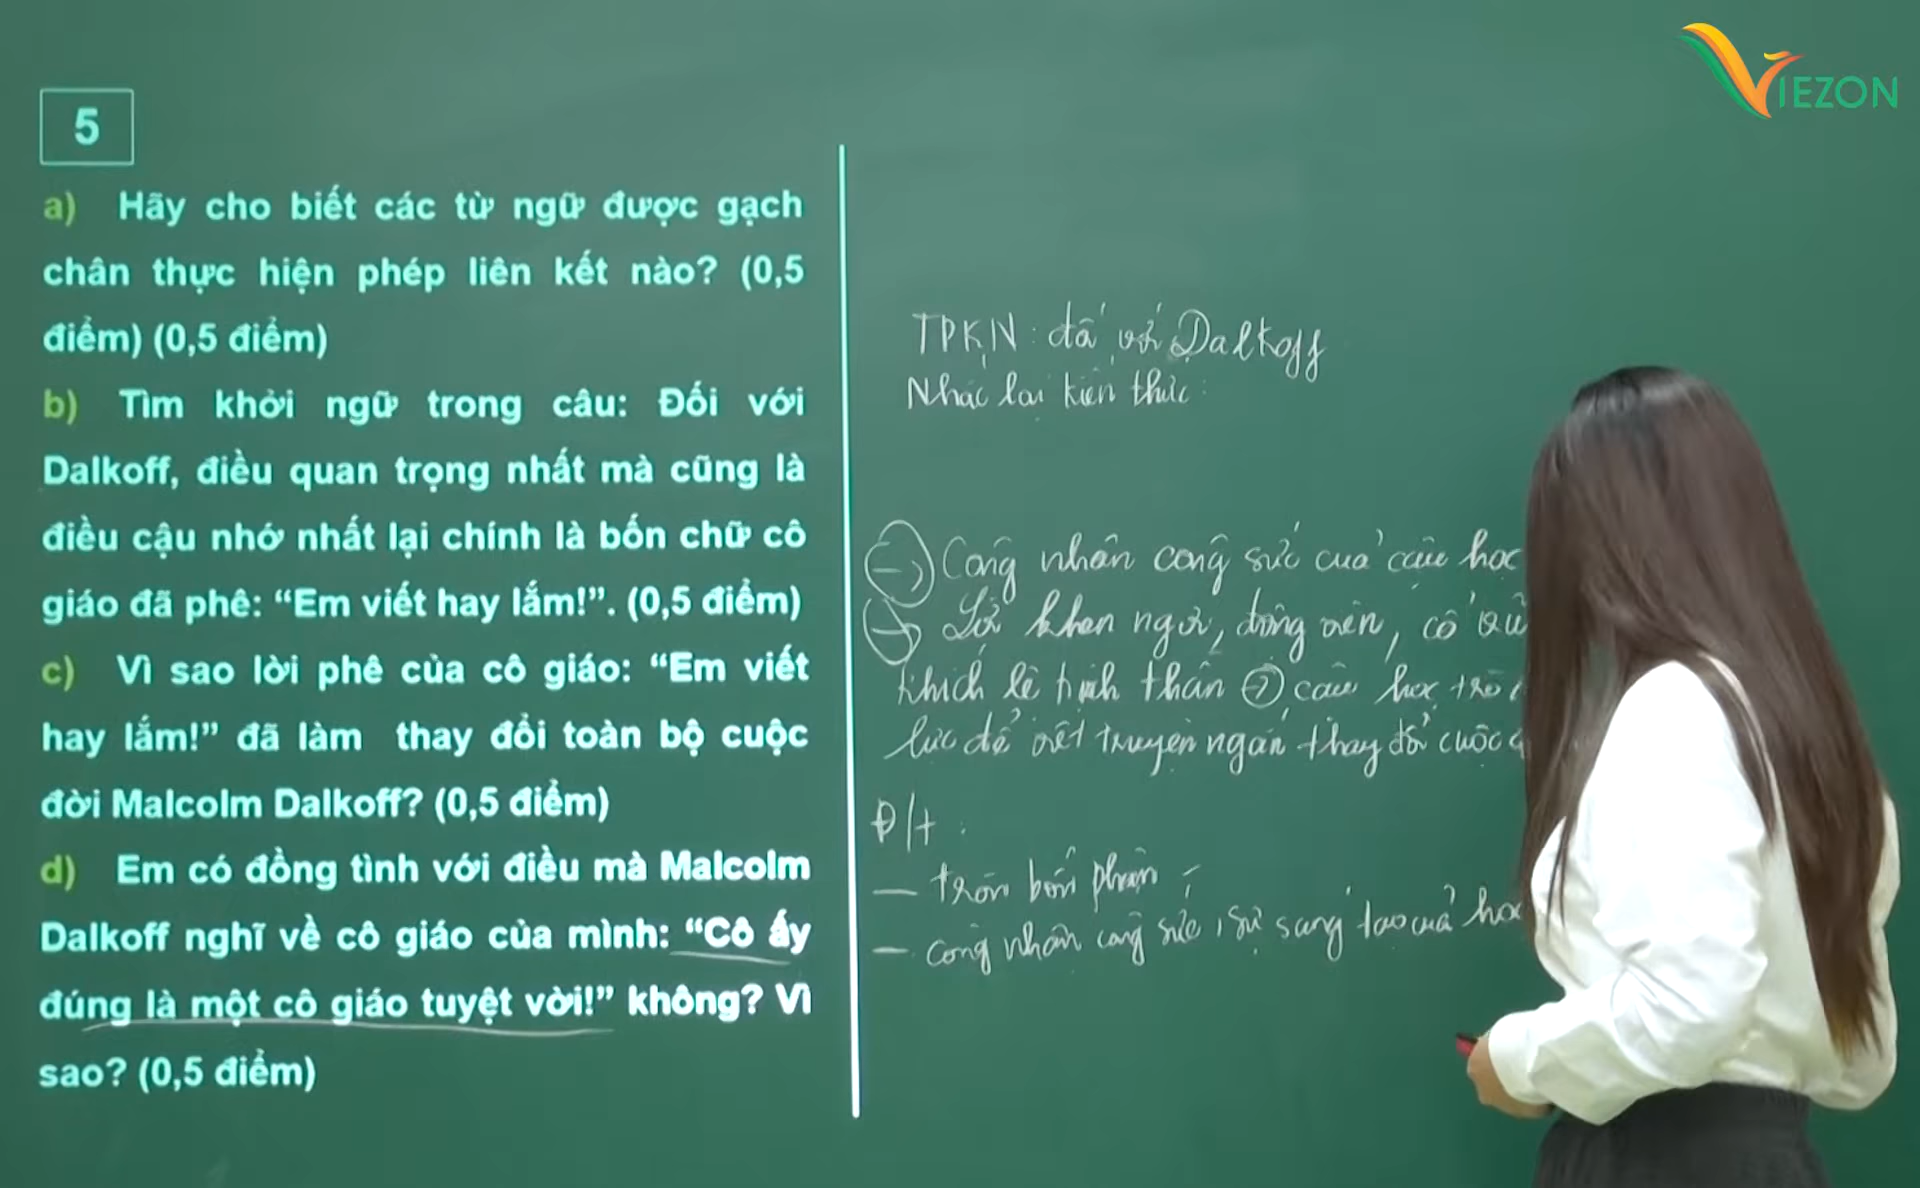 VIEZON
5
a) Hãy cho biết các từ ngữ được gạch
chân thực hiện phép liên kết nào? (0,5
điểm) (0,5 điểm)
b) Tìm khởi ngữ trong câu: Đối với
Dalkoff, điều quan trọng nhất mà cũng là
điều cậu nhớ nhất lại chính là bốn chữ cô
giáo đã phê: “Em viết hay lắm!”. (0,5 điểm)
c) Vì sao lời phê của cô giáo: “Em viết
hay lắm!” đã làm thay đổi toàn bộ cuộc
đời Malcolm Dalkoff? (0,5 điểm)
d) Em có đồng tình với điều mà Malcolm
Dalkoff nghĩ về cô giáo của mình: “Cô ấy
đúng là một cô giáo tuyệt vời!” không? Vì
sao? (0,5 điểm)
TPKN: đối với Dalkoff
Nhắc lại kiến thức:
→ Công nhận công sức của cậu học
→ Lời khen ngợi, động viên, cổ vũ
khích lệ tinh thần → cậu học trò
lực để viết truyện ngắn thay đổi cuộc
Đ/t:
— tròn bổn phận
— công nhận công sức, sự sáng tạo của học